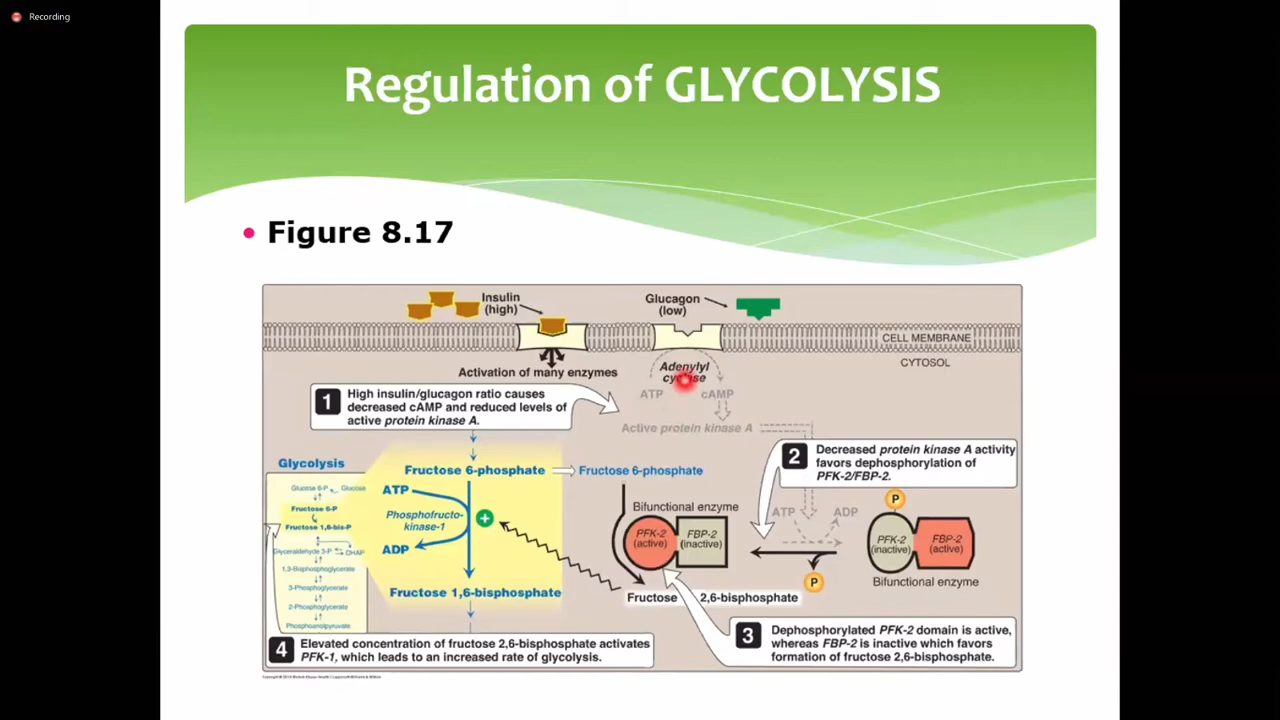 Recording
Regulation of GLYCOLYSIS
• Figure 8.17
Insulin
(high)
Glucagon
(low)
CELL MEMBRANE
CYTOSOL
Activation of many enzymes
Adenylyl
cyclase
ATP
cAMP
Active protein kinase A
1
High insulin/glucagon ratio causes
decreased cAMP and reduced levels of
active protein kinase A.
2
Decreased protein kinase A activity
favors dephosphorylation of
PFK-2/FBP-2.
Glycolysis
Glucose 6-P
Glucose
Fructose 6-P
Fructose 1,6-bis-P
Glyceraldehyde 3-P
DHAP
1,3-Bisphosphoglycerate
3-Phosphoglycerate
2-Phosphoglycerate
Phosphoenolpyruvate
Fructose 6-phosphate
Fructose 6-phosphate
ATP
Phosphofructo-
kinase-1
+
ADP
Fructose 1,6-bisphosphate
Bifunctional enzyme
PFK-2
(active)
FBP-2
(inactive)
Fructose 2,6-bisphosphate
ATP
ADP
P
P
PFK-2
(inactive)
FBP-2
(active)
Bifunctional enzyme
3
Dephosphorylated PFK-2 domain is active,
whereas FBP-2 is inactive which favors
formation of fructose 2,6-bisphosphate.
4
Elevated concentration of fructose 2,6-bisphosphate activates
PFK-1, which leads to an increased rate of glycolysis.